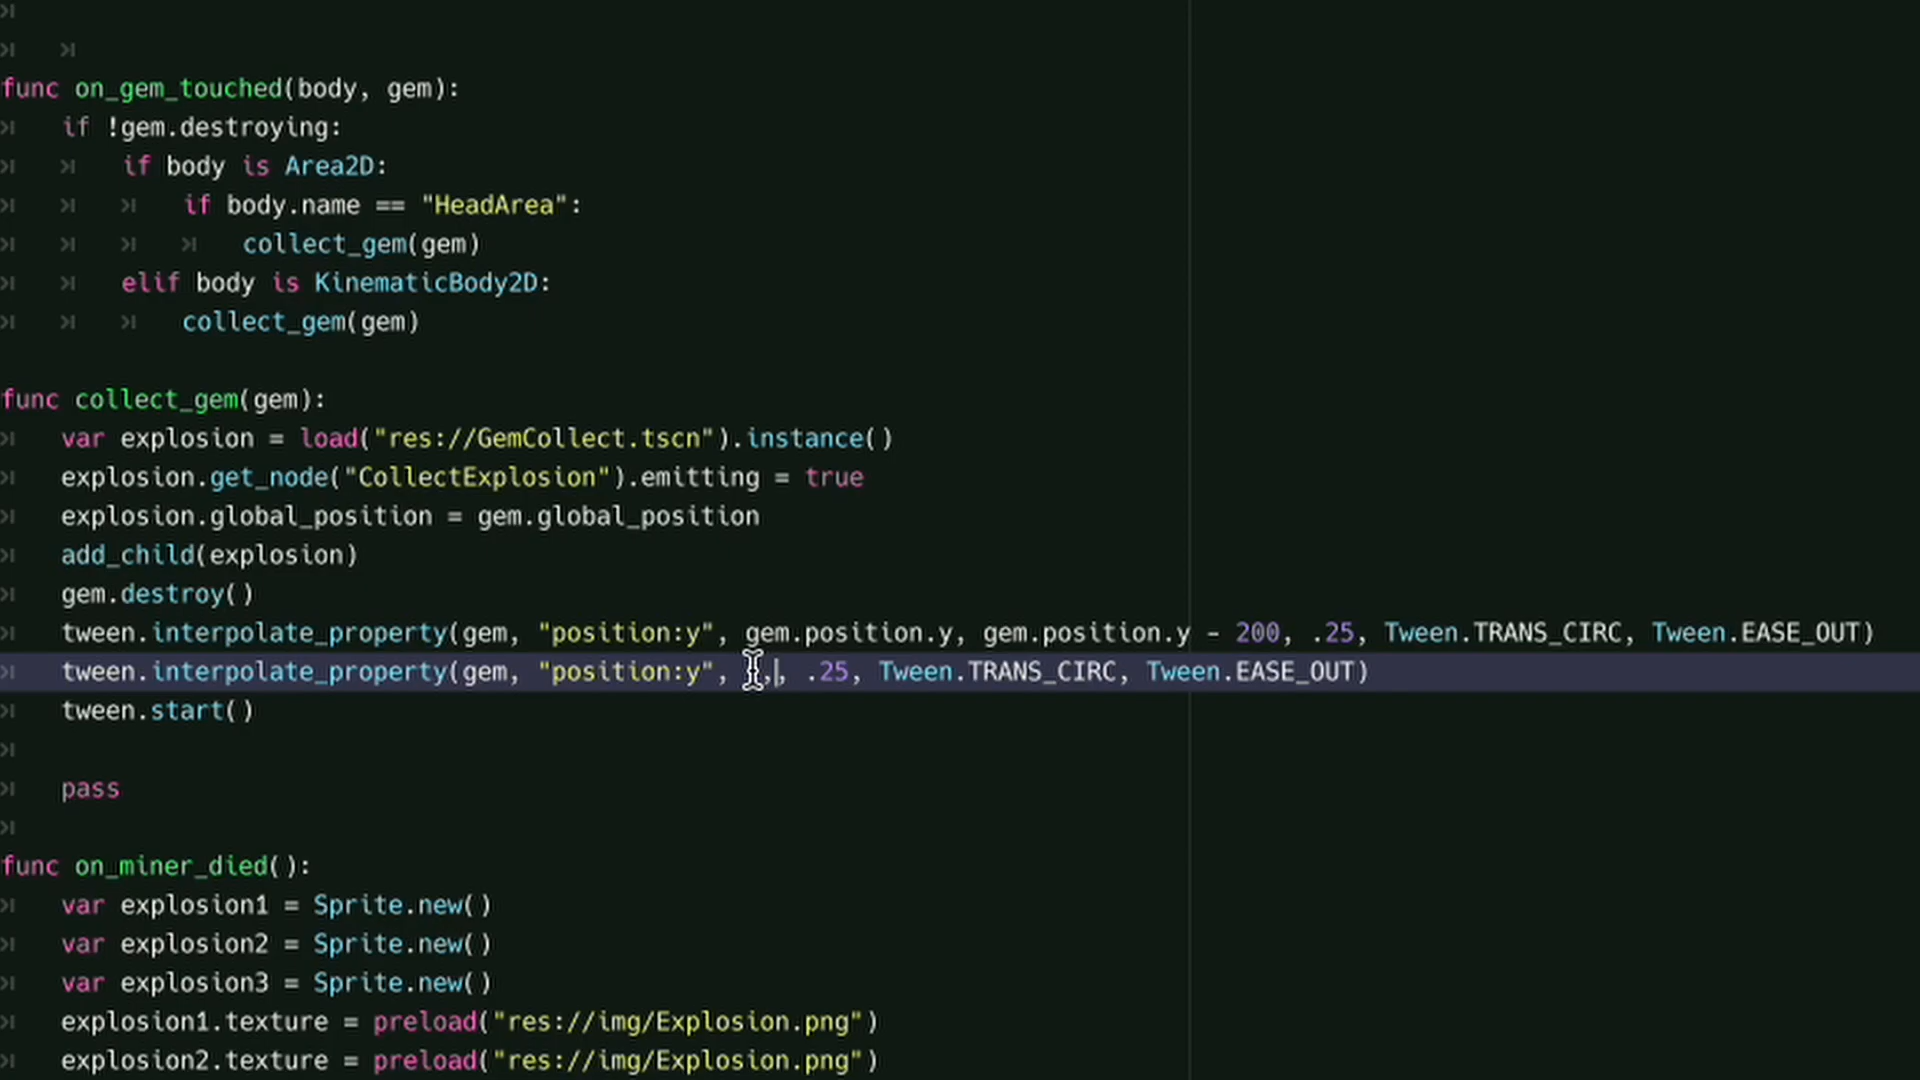 func on_gem_touched(body, gem):
if !gem.destroying:
if body is Area2D:
if body.name == "HeadArea":
collect_gem(gem)
elif body is KinematicBody2D:
collect_gem(gem)
func collect_gem(gem):
var explosion = load("res://GemCollect.tscn").instance()
explosion.get_node("CollectExplosion").emitting = true
explosion.global_position = gem.global_position
add_child(explosion)
gem.destroy()
tween.interpolate_property(gem, "position:y", gem.position.y, gem.position.y - 200, .25, Tween.TRANS_CIRC, Tween.EASE_OUT)
tween.interpolate_property(gem, "position:y", ,, .25, Tween.TRANS_CIRC, Tween.EASE_OUT)
tween.start()
pass
func on_miner_died():
var explosion1 = Sprite.new()
var explosion2 = Sprite.new()
var explosion3 = Sprite.new()
explosion1.texture = preload("res://img/Explosion.png")
explosion2.texture = preload("res://img/Explosion.png")